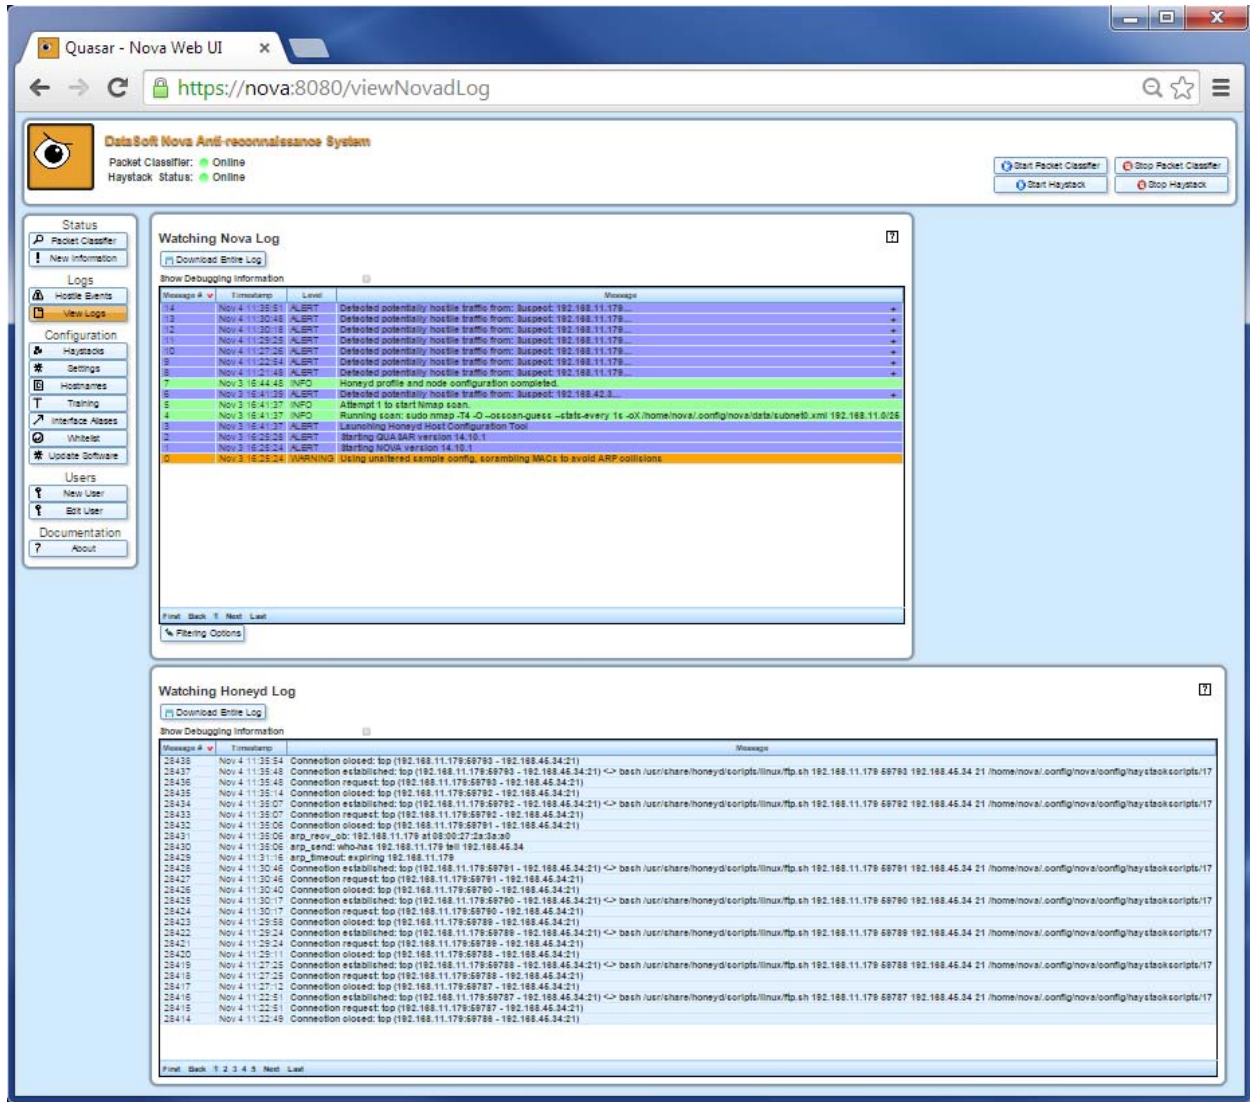 Quasar - Nova Web UI
https://nova:8080/viewNovadLog
DataSoft Nova Anti-reconnaissance System
Packet Classifier: Online
Haystack Status: Online
Start Packet Classifier
Stop Packet Classifier
Start Haystack
Stop Haystack
Status
Packet Classifier
New Information
Logs
Hostile Events
View Logs
Configuration
Haystacks
Settings
Hostnames
Training
Interface Aliases
Whitelist
Update Software
Users
New User
Edit User
Documentation
About
Watching Nova Log
Download Entire Log
Show Debugging Information
Message # Timestamp Level Message
14 Nov 4 11:35:51 ALERT Detected potentially hostile traffic from: Suspect: 192.168.11.179... +
13 Nov 4 11:30:48 ALERT Detected potentially hostile traffic from: Suspect: 192.168.11.179... +
12 Nov 4 11:30:18 ALERT Detected potentially hostile traffic from: Suspect: 192.168.11.179... +
11 Nov 4 11:29:25 ALERT Detected potentially hostile traffic from: Suspect: 192.168.11.179... +
10 Nov 4 11:27:26 ALERT Detected potentially hostile traffic from: Suspect: 192.168.11.179... +
9 Nov 4 11:22:54 ALERT Detected potentially hostile traffic from: Suspect: 192.168.11.179... +
8 Nov 4 11:21:48 ALERT Detected potentially hostile traffic from: Suspect: 192.168.11.179... +
7 Nov 3 16:44:45 INFO Honeyd profile and node configuration completed.
6 Nov 3 16:41:39 ALERT Detected potentially hostile traffic from: Suspect: 192.168.42.3... +
5 Nov 3 16:41:37 INFO Attempt 1 to start Nmap scan.
4 Nov 3 16:41:37 INFO Running scan: sudo nmap -T4 -O --osscan-guess --stats-every 1s -oX /home/nova/.config/nova/data/subnet0.xml 192.168.11.0/25
3 Nov 3 16:41:37 ALERT Launching Honeyd Host Configuration Tool
2 Nov 3 16:25:28 ALERT Starting QUASAR version 14.10.1
1 Nov 3 16:25:24 ALERT Starting NOVA version 14.10.1
0 Nov 3 16:25:24 WARNING Using unaltered sample config, scrambling MACs to avoid ARP collisions
First Back 1 Next Last
Filtering Options
Watching Honeyd Log
Download Entire Log
Show Debugging Information
Message # Timestamp Message
28438 Nov 4 11:35:54 Connection closed: tcp (192.168.11.179:59793 - 192.168.45.34:21)
28437 Nov 4 11:35:48 Connection established: tcp (192.168.11.179:59793 - 192.168.45.34:21) <-> bash /usr/share/honeyd/scripts/linux/ftp.sh 192.168.11.179 59793 192.168.45.34 21 /home/nova/.config/nova/config/haystackscripts/17
28436 Nov 4 11:35:48 Connection request: tcp (192.168.11.179:59793 - 192.168.45.34:21)
28435 Nov 4 11:35:14 Connection closed: tcp (192.168.11.179:59792 - 192.168.45.34:21)
28434 Nov 4 11:35:07 Connection established: tcp (192.168.11.179:59792 - 192.168.45.34:21) <-> bash /usr/share/honeyd/scripts/linux/ftp.sh 192.168.11.179 59792 192.168.45.34 21 /home/nova/.config/nova/config/haystackscripts/17
28433 Nov 4 11:35:07 Connection request: tcp (192.168.11.179:59792 - 192.168.45.34:21)
28432 Nov 4 11:35:06 Connection closed: tcp (192.168.11.179:59791 - 192.168.45.34:21)
28431 Nov 4 11:35:06 arp_recv_cb: 192.168.11.179 at 08:00:27:2a:3a:a0
28430 Nov 4 11:35:06 arp_send: who-has 192.168.11.179 tell 192.168.45.34
28429 Nov 4 11:31:16 arp_timeout: expiring 192.168.11.179
28428 Nov 4 11:30:46 Connection established: tcp (192.168.11.179:59791 - 192.168.45.34:21) <-> bash /usr/share/honeyd/scripts/linux/ftp.sh 192.168.11.179 59791 192.168.45.34 21 /home/nova/.config/nova/config/haystackscripts/17
28427 Nov 4 11:30:46 Connection request: tcp (192.168.11.179:59791 - 192.168.45.34:21)
28426 Nov 4 11:30:40 Connection closed: tcp (192.168.11.179:59790 - 192.168.45.34:21)
28425 Nov 4 11:30:17 Connection established: tcp (192.168.11.179:59790 - 192.168.45.34:21) <-> bash /usr/share/honeyd/scripts/linux/ftp.sh 192.168.11.179 59790 192.168.45.34 21 /home/nova/.config/nova/config/haystackscripts/17
28424 Nov 4 11:30:17 Connection request: tcp (192.168.11.179:59790 - 192.168.45.34:21)
28423 Nov 4 11:29:58 Connection closed: tcp (192.168.11.179:59789 - 192.168.45.34:21)
28422 Nov 4 11:29:24 Connection established: tcp (192.168.11.179:59789 - 192.168.45.34:21) <-> bash /usr/share/honeyd/scripts/linux/ftp.sh 192.168.11.179 59789 192.168.45.34 21 /home/nova/.config/nova/config/haystackscripts/17
28421 Nov 4 11:29:24 Connection request: tcp (192.168.11.179:59789 - 192.168.45.34:21)
28420 Nov 4 11:29:11 Connection closed: tcp (192.168.11.179:59788 - 192.168.45.34:21)
28419 Nov 4 11:27:25 Connection established: tcp (192.168.11.179:59788 - 192.168.45.34:21) <-> bash /usr/share/honeyd/scripts/linux/ftp.sh 192.168.11.179 59788 192.168.45.34 21 /home/nova/.config/nova/config/haystackscripts/17
28418 Nov 4 11:27:25 Connection request: tcp (192.168.11.179:59788 - 192.168.45.34:21)
28417 Nov 4 11:27:12 Connection closed: tcp (192.168.11.179:59787 - 192.168.45.34:21)
28416 Nov 4 11:22:51 Connection established: tcp (192.168.11.179:59787 - 192.168.45.34:21) <-> bash /usr/share/honeyd/scripts/linux/ftp.sh 192.168.11.179 59787 192.168.45.34 21 /home/nova/.config/nova/config/haystackscripts/17
28415 Nov 4 11:22:51 Connection request: tcp (192.168.11.179:59787 - 192.168.45.34:21)
28414 Nov 4 11:22:49 Connection closed: tcp (192.168.11.179:59786 - 192.168.45.34:21)
First Back 1 2 3 4 5 Next Last